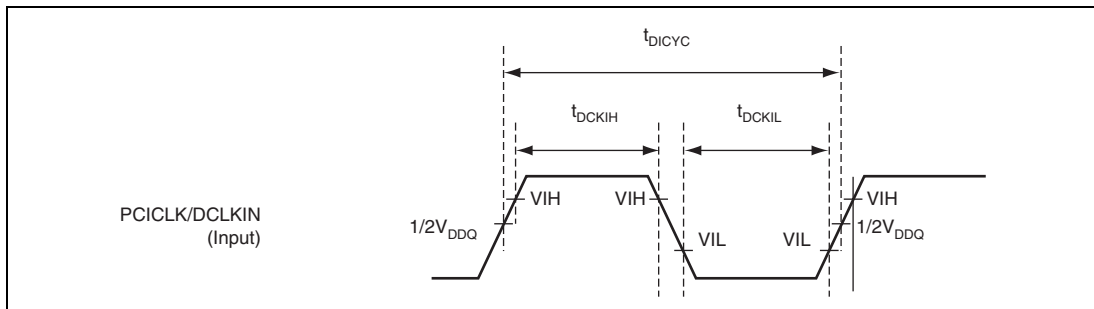 tDICYC
tDCKIH
tDCKIL
PCICLK/DCLKIN
(Input)
1/2VDDQ
VIH
VIH
VIL
VIL
VIH
1/2VDDQ